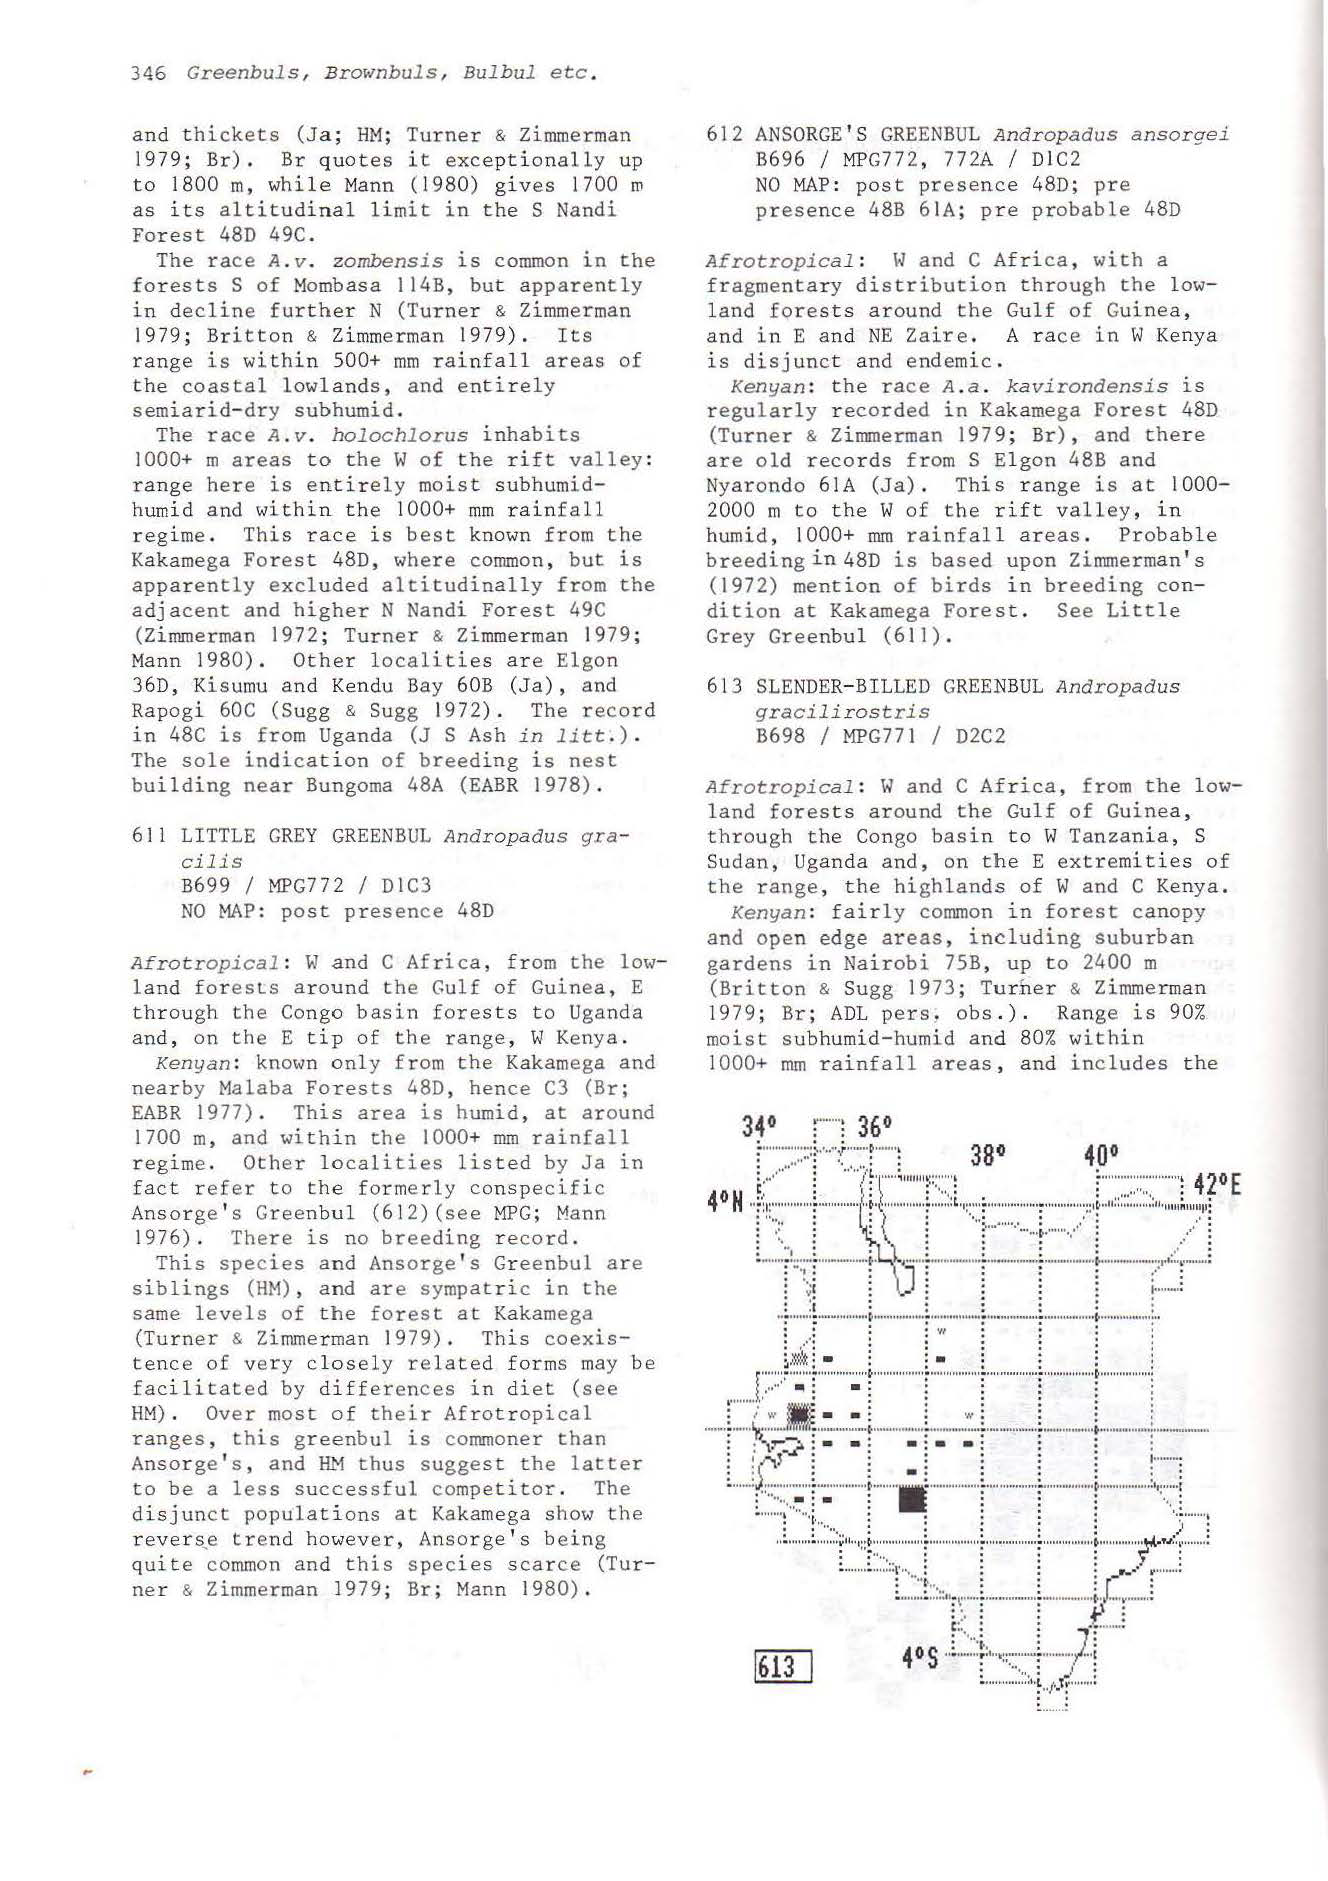 346 Greenbuls, Brownbuls, Bulbul etc.
and thickets (Ja; HM; Turner & Zimmerman
1979; Br). Br quotes it exceptionally up
to 1800 m, while Mann (1980) gives 1700 m
as its altitudinal limit in the S Nandi
Forest 48D 49C.
The race A.v. zombensis is common in the
forests S of Mombasa 114B, but apparently
in decline further N (Turner & Zimmerman
1979; Britton & Zimmerman 1979). Its
range is within 500+ mm rainfall areas of
the coastal lowlands, and entirely
semiarid-dry subhumid.
The race A.v. holochlorus inhabits
1000+ m areas to the W of the rift valley:
range here is entirely moist subhumid-
humid and within the 1000+ mm rainfall
regime. This race is best known from the
Kakamega Forest 48D, where common, but is
apparently excluded altitudinally from the
adjacent and higher N Nandi Forest 49C
(Zimmerman 1972; Turner & Zimmerman 1979;
Mann 1980). Other localities are Elgon
36D, Kisumu and Kendu Bay 60B (Ja), and
Rapogi 60C (Sugg & Sugg 1972). The record
in 48C is from Uganda (J S Ash in litt.).
The sole indication of breeding is nest
building near Bungoma 48A (EABR 1978).
611 LITTLE GREY GREENBUL Andropadus gra-
cilis
B699 / MPG772 / D1C3
NO MAP: post presence 48D
Afrotropical: W and C Africa, from the low-
land forests around the Gulf of Guinea, E
through the Congo basin forests to Uganda
and, on the E tip of the range, W Kenya.
Kenyan: known only from the Kakamega and
nearby Malaba Forests 48D, hence C3 (Br;
EABR 1977). This area is humid, at around
1700 m, and within the 1000+ mm rainfall
regime. Other localities listed by Ja in
fact refer to the formerly conspecific
Ansorge's Greenbul (612)(see MPG; Mann
1976). There is no breeding record.
This species and Ansorge's Greenbul are
siblings (HM), and are sympatric in the
same levels of the forest at Kakamega
(Turner & Zimmerman 1979). This coexis-
tence of very closely related forms may be
facilitated by differences in diet (see
HM). Over most of their Afrotropical
ranges, this greenbul is commoner than
Ansorge's, and HM thus suggest the latter
to be a less successful competitor. The
disjunct populations at Kakamega show the
reverse trend however, Ansorge's being
quite common and this species scarce (Tur-
ner & Zimmerman 1979; Br; Mann 1980).
612 ANSORGE'S GREENBUL Andropadus ansorgei
B696 / MPG772, 772A / D1C2
NO MAP: post presence 48D; pre
presence 48B 61A; pre probable 48D
Afrotropical: W and C Africa, with a
fragmentary distribution through the low-
land forests around the Gulf of Guinea,
and in E and NE Zaire. A race in W Kenya
is disjunct and endemic.
Kenyan: the race A.a. kavirondensis is
regularly recorded in Kakamega Forest 48D
(Turner & Zimmerman 1979; Br), and there
are old records from S Elgon 48B and
Nyarondo 61A (Ja). This range is at 1000-
2000 m to the W of the rift valley, in
humid, 1000+ mm rainfall areas. Probable
breeding in 48D is based upon Zimmerman's
(1972) mention of birds in breeding con-
dition at Kakamega Forest. See Little
Grey Greenbul (611).
613 SLENDER-BILLED GREENBUL Andropadus
gracilirostris
B698 / MPG771 / D2C2
Afrotropical: W and C Africa, from the low-
land forests around the Gulf of Guinea,
through the Congo basin to W Tanzania, S
Sudan, Uganda and, on the E extremities of
the range, the highlands of W and C Kenya.
Kenyan: fairly common in forest canopy
and open edge areas, including suburban
gardens in Nairobi 75B, up to 2400 m
(Britton & Sugg 1973; Turner & Zimmerman
1979; Br; ADL pers. obs.). Range is 90%
moist subhumid-humid and 80% within
1000+ mm rainfall areas, and includes the
34° 36°
38° 40°
42°E
4°N
W
W W
4°S
613